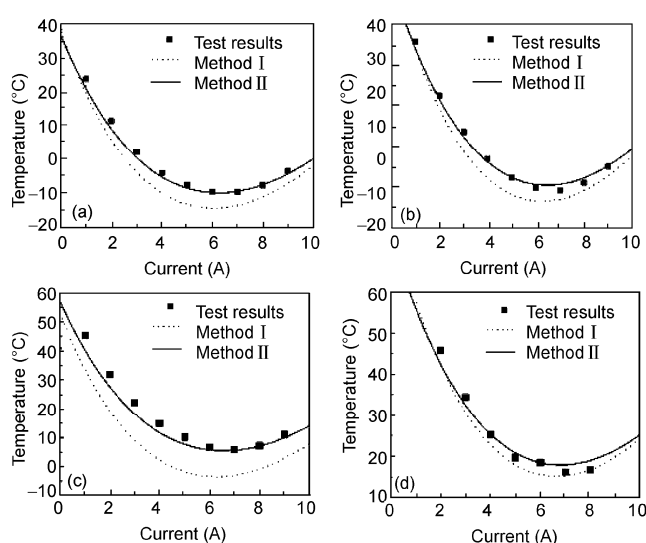 40
30
20
10
0
–10
–20
Temperature (°C)
Test results
Method I
Method II
(a)
0 2 4 6 8 10
Current (A)
40
30
20
10
0
–10
–20
Temperature (°C)
Test results
Method I
Method II
(b)
0 2 4 6 8 10
Current (A)
60
50
40
30
20
10
0
–10
Temperature (°C)
Test results
Method I
Method II
(c)
0 2 4 6 8 10
Current (A)
60
50
40
30
20
10
Temperature (°C)
Test results
Method I
Method II
(d)
0 2 4 6 8 10
Current (A)